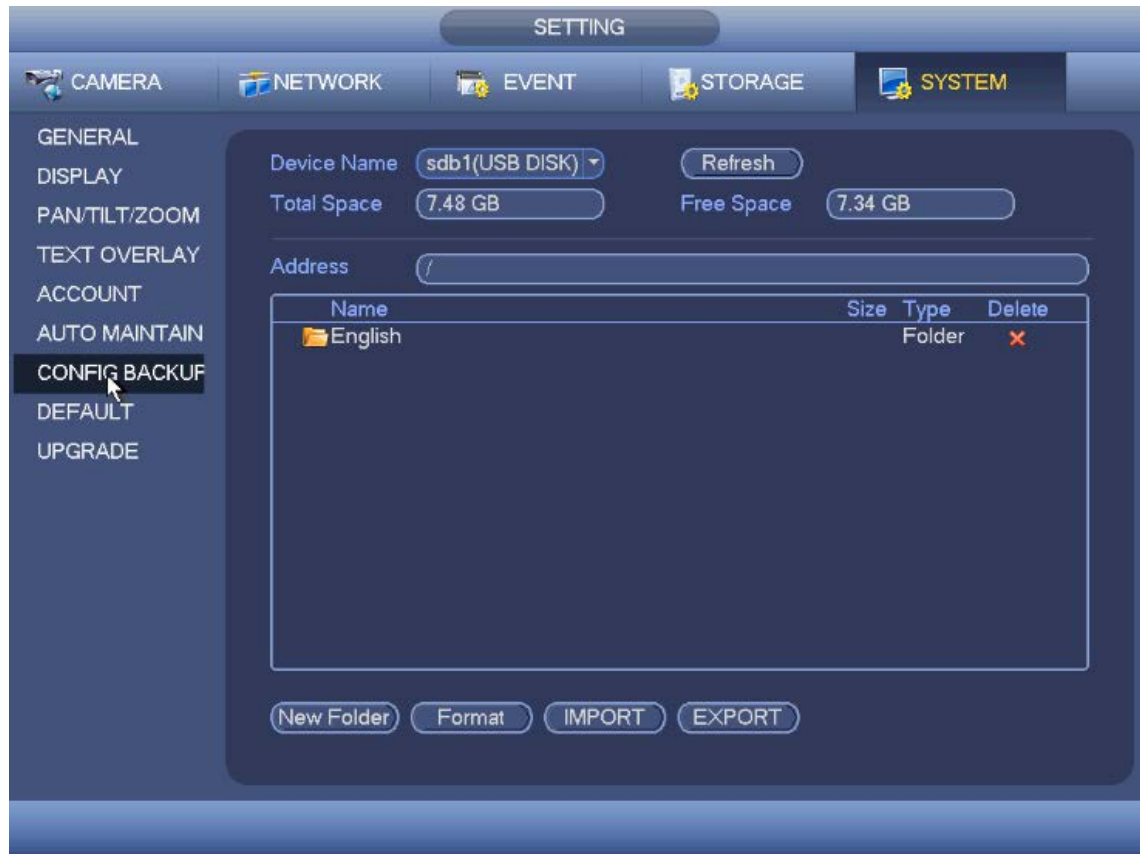 SETTING
CAMERA NETWORK EVENT STORAGE SYSTEM
GENERAL
DISPLAY
PAN/TILT/ZOOM
TEXT OVERLAY
ACCOUNT
AUTO MAINTAIN
CONFIG BACKUP
DEFAULT
UPGRADE
Device Name sdb1(USB DISK) Refresh
Total Space 7.48 GB Free Space 7.34 GB
Address /
Name Size Type Delete
English Folder
New Folder Format IMPORT EXPORT